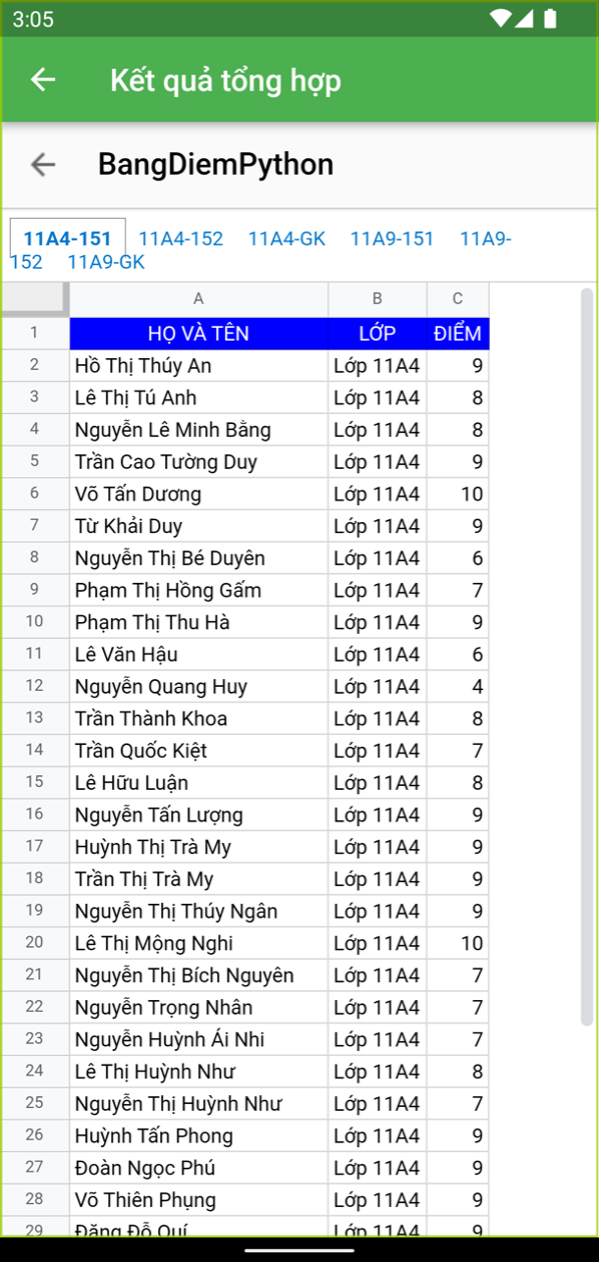 3:05
Kết quả tổng hợp
BangDiemPython
11A4-151 11A4-152 11A4-GK 11A9-151 11A9-
152 11A9-GK
A B C
1 HỌ VÀ TÊN LỚP ĐIỂM
2 Hồ Thị Thúy An Lớp 11A4 9
3 Lê Thị Tú Anh Lớp 11A4 8
4 Nguyễn Lê Minh Bằng Lớp 11A4 8
5 Trần Cao Tường Duy Lớp 11A4 9
6 Võ Tấn Dương Lớp 11A4 10
7 Từ Khải Duy Lớp 11A4 9
8 Nguyễn Thị Bé Duyên Lớp 11A4 6
9 Phạm Thị Hồng Gấm Lớp 11A4 7
10 Phạm Thị Thu Hà Lớp 11A4 9
11 Lê Văn Hậu Lớp 11A4 6
12 Nguyễn Quang Huy Lớp 11A4 4
13 Trần Thành Khoa Lớp 11A4 8
14 Trần Quốc Kiệt Lớp 11A4 7
15 Lê Hữu Luận Lớp 11A4 8
16 Nguyễn Tấn Lượng Lớp 11A4 9
17 Huỳnh Thị Trà My Lớp 11A4 9
18 Trần Thị Trà My Lớp 11A4 9
19 Nguyễn Thị Thúy Ngân Lớp 11A4 9
20 Lê Thị Mộng Nghi Lớp 11A4 10
21 Nguyễn Thị Bích Nguyên Lớp 11A4 7
22 Nguyễn Trọng Nhân Lớp 11A4 7
23 Nguyễn Huỳnh Ái Nhi Lớp 11A4 7
24 Lê Thị Huỳnh Như Lớp 11A4 8
25 Nguyễn Thị Huỳnh Như Lớp 11A4 7
26 Huỳnh Tấn Phong Lớp 11A4 9
27 Đoàn Ngọc Phú Lớp 11A4 9
28 Võ Thiên Phụng Lớp 11A4 9
29 Đặng Đỗ Quí Lớp 11A4 9